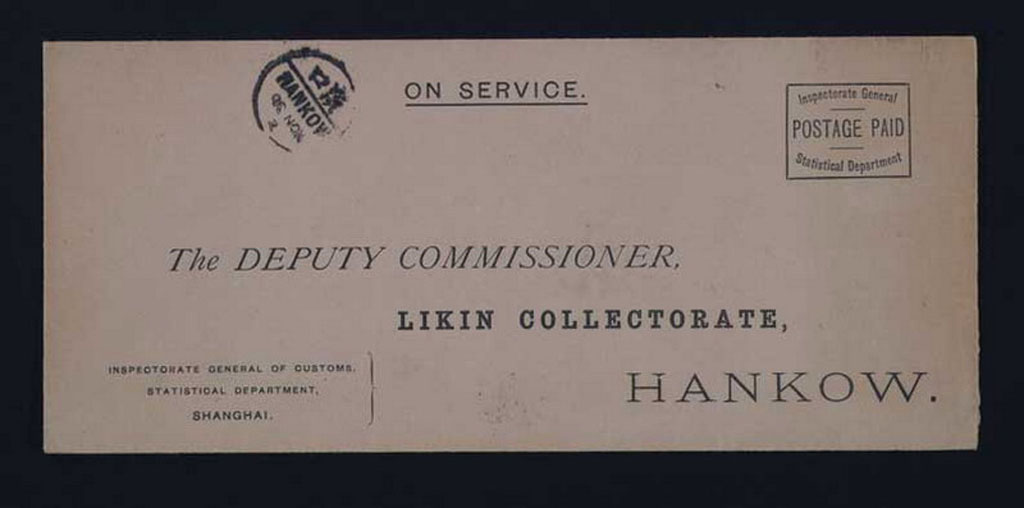 漢口
HANKOW
ON SERVICE.
Inspectorate General
POSTAGE PAID
Statistical Department
The DEPUTY COMMISSIONER,
LIKIN COLLECTORATE,
HANKOW.
INSPECTORATE GENERAL OF CUSTOMS,
STATISTICAL DEPARTMENT,
SHANGHAI.